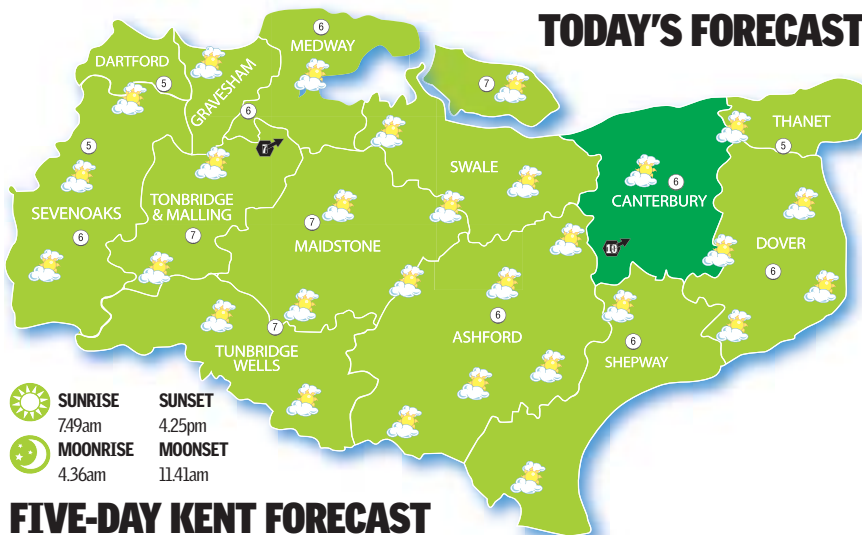 TODAY'S FORECAST
6
MEDWAY
DARTFORD
5
GRAVESHAM
6
7
7
THANET
5
5
SEVENOAKS
6
TONBRIDGE
& MALLING
7
7
MAIDSTONE
SWALE
6
CANTERBURY
10
DOVER
6
7
TUNBRIDGE
WELLS
6
ASHFORD
6
SHEPWAY
SUNRISE SUNSET
7.49am 4.25pm
MOONRISE MOONSET
4.36am 11.41am
FIVE-DAY KENT FORECAST